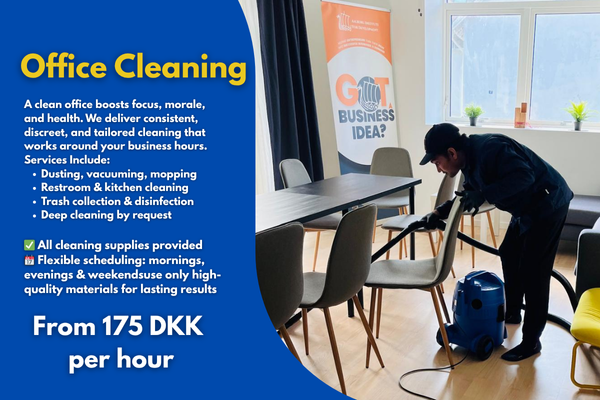 Office Cleaning
A clean office boosts focus, morale,
and health. We deliver consistent,
discreet, and tailored cleaning that
works around your business hours.
Services Include:
• Dusting, vacuuming, mopping
• Restroom & kitchen cleaning
• Trash collection & disinfection
• Deep cleaning by request
✅ All cleaning supplies provided
📅 Flexible scheduling: mornings,
evenings & weekendsuse only high-
quality materials for lasting results
From 175 DKK
per hour
GOT
BUSINESS
IDEA?